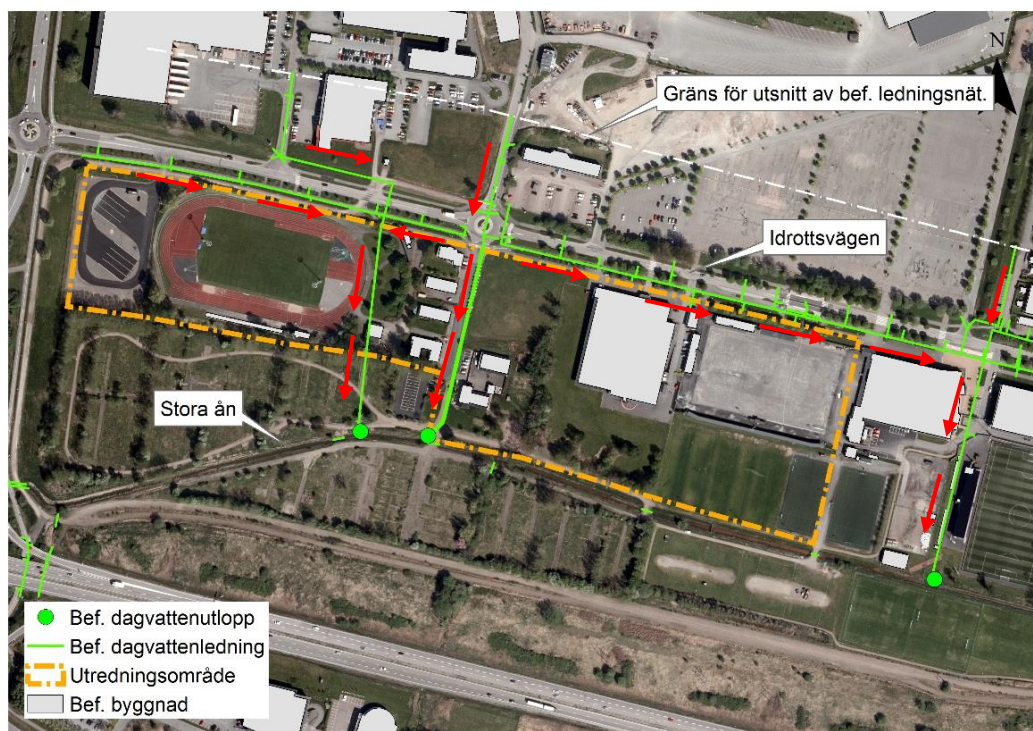 N
Gräns för utsnitt av bef. ledningsnät.
Idrottsvägen
Stora ån
Bef. dagvattenutlopp
Bef. dagvattenledning
Utredningsområde
Bef. byggnad